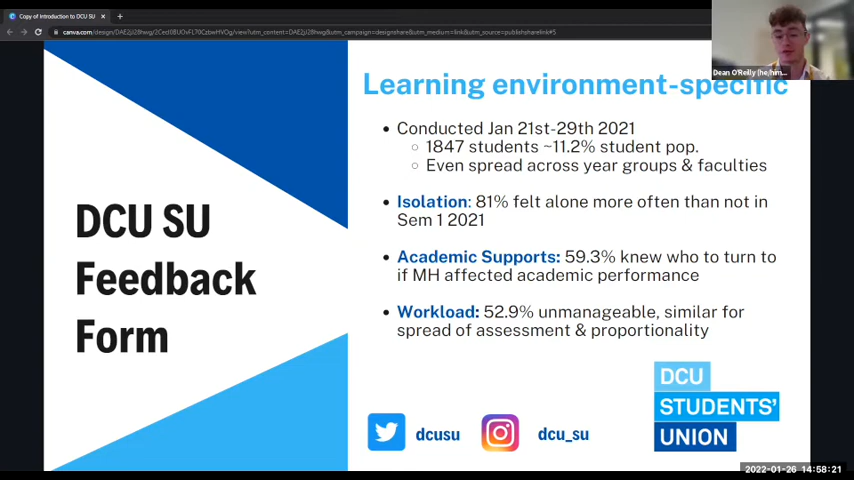 Copy of Introduction to DCU SU
Dean O'Reilly (he/him...
Learning environment-specific
DCU SU
Feedback
Form
• Conducted Jan 21st-29th 2021
○ 1847 students ~11.2% student pop.
○ Even spread across year groups & faculties
• Isolation: 81% felt alone more often than not in
Sem 1 2021
• Academic Supports: 59.3% knew who to turn to
if MH affected academic performance
• Workload: 52.9% unmanageable, similar for
spread of assessment & proportionality
dcusu
dcu_su
DCU
STUDENTS'
UNION
2022-01-26 14:58:21